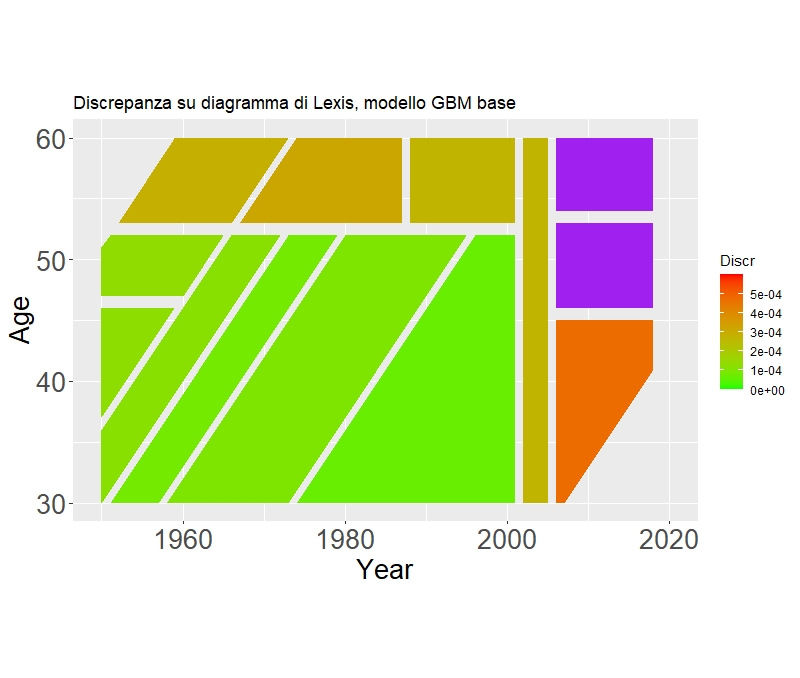 Discrepanza su diagramma di Lexis, modello GBM base
60
50
40
30
Age
1960
1980
2000
2020
Year
Discr
5e-04
4e-04
3e-04
2e-04
1e-04
0e+00